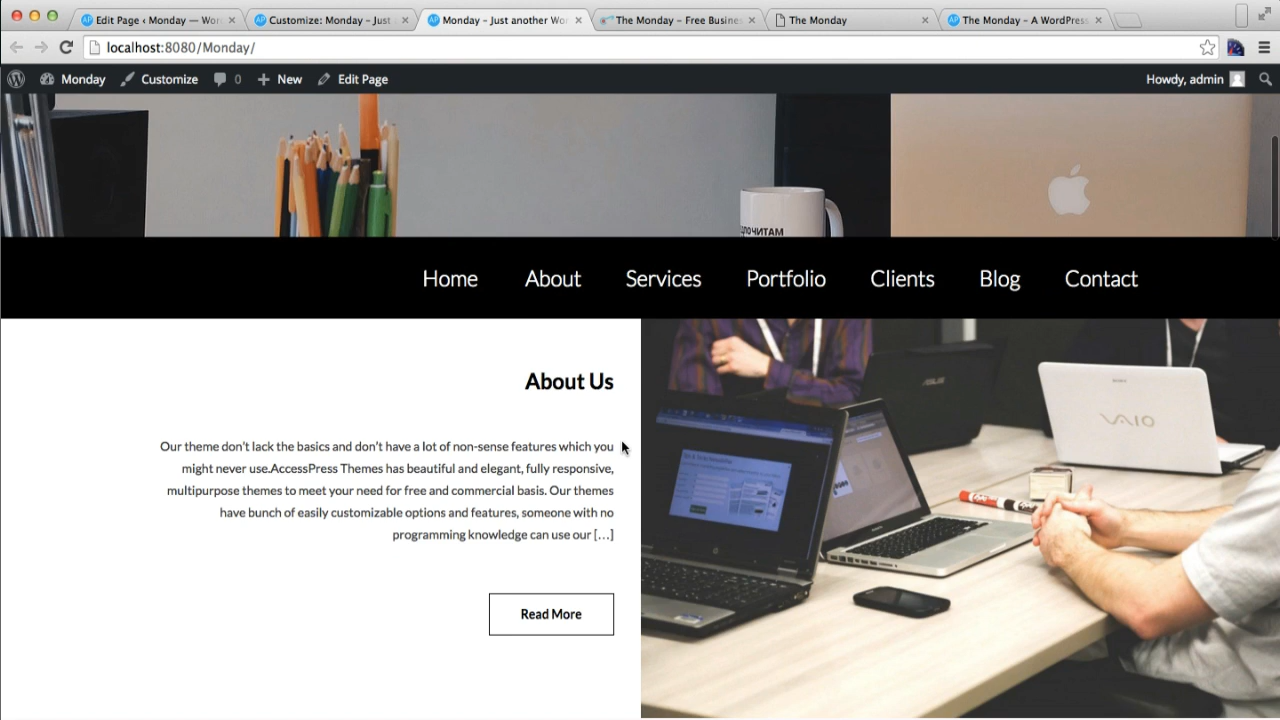 Edit Page ‹ Monday — Wor
Customize: Monday – Just
Monday – Just another Wor
The Monday – Free Busine
The Monday
The Monday – A WordPress
localhost:8080/Monday/
Monday
Customize
0
New
Edit Page
Howdy, admin
Home
About
Services
Portfolio
Clients
Blog
Contact
About Us
Our theme don't lack the basics and don't have a lot of non-sense features which you
might never use.AccessPress Themes has beautiful and elegant, fully responsive,
multipurpose themes to meet your need for free and commercial basis. Our themes
have bunch of easily customizable options and features, someone with no
programming knowledge can use our […]
Read More
ASUS
SONY
VAIO